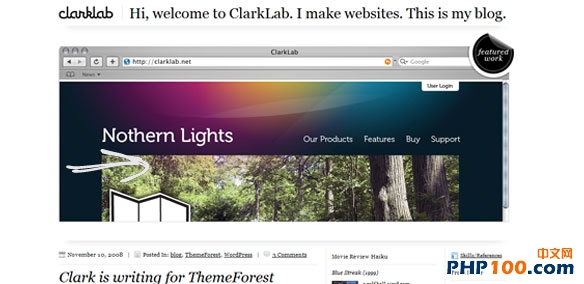 clarklab
Hi, welcome to ClarkLab. I make websites. This is my blog.
featured
work
ClarkLab
http://clarklab.net
Google
News
User Login
Nothern Lights
Our Products Features Buy Support
November 10, 2008 Posted In: blog, ThemeForest, WordPress 2 Comments
Movie Review Haiku
Skills/References
Clark is writing for ThemeForest
Blue Streak (1999)
中文网
PHP100.com